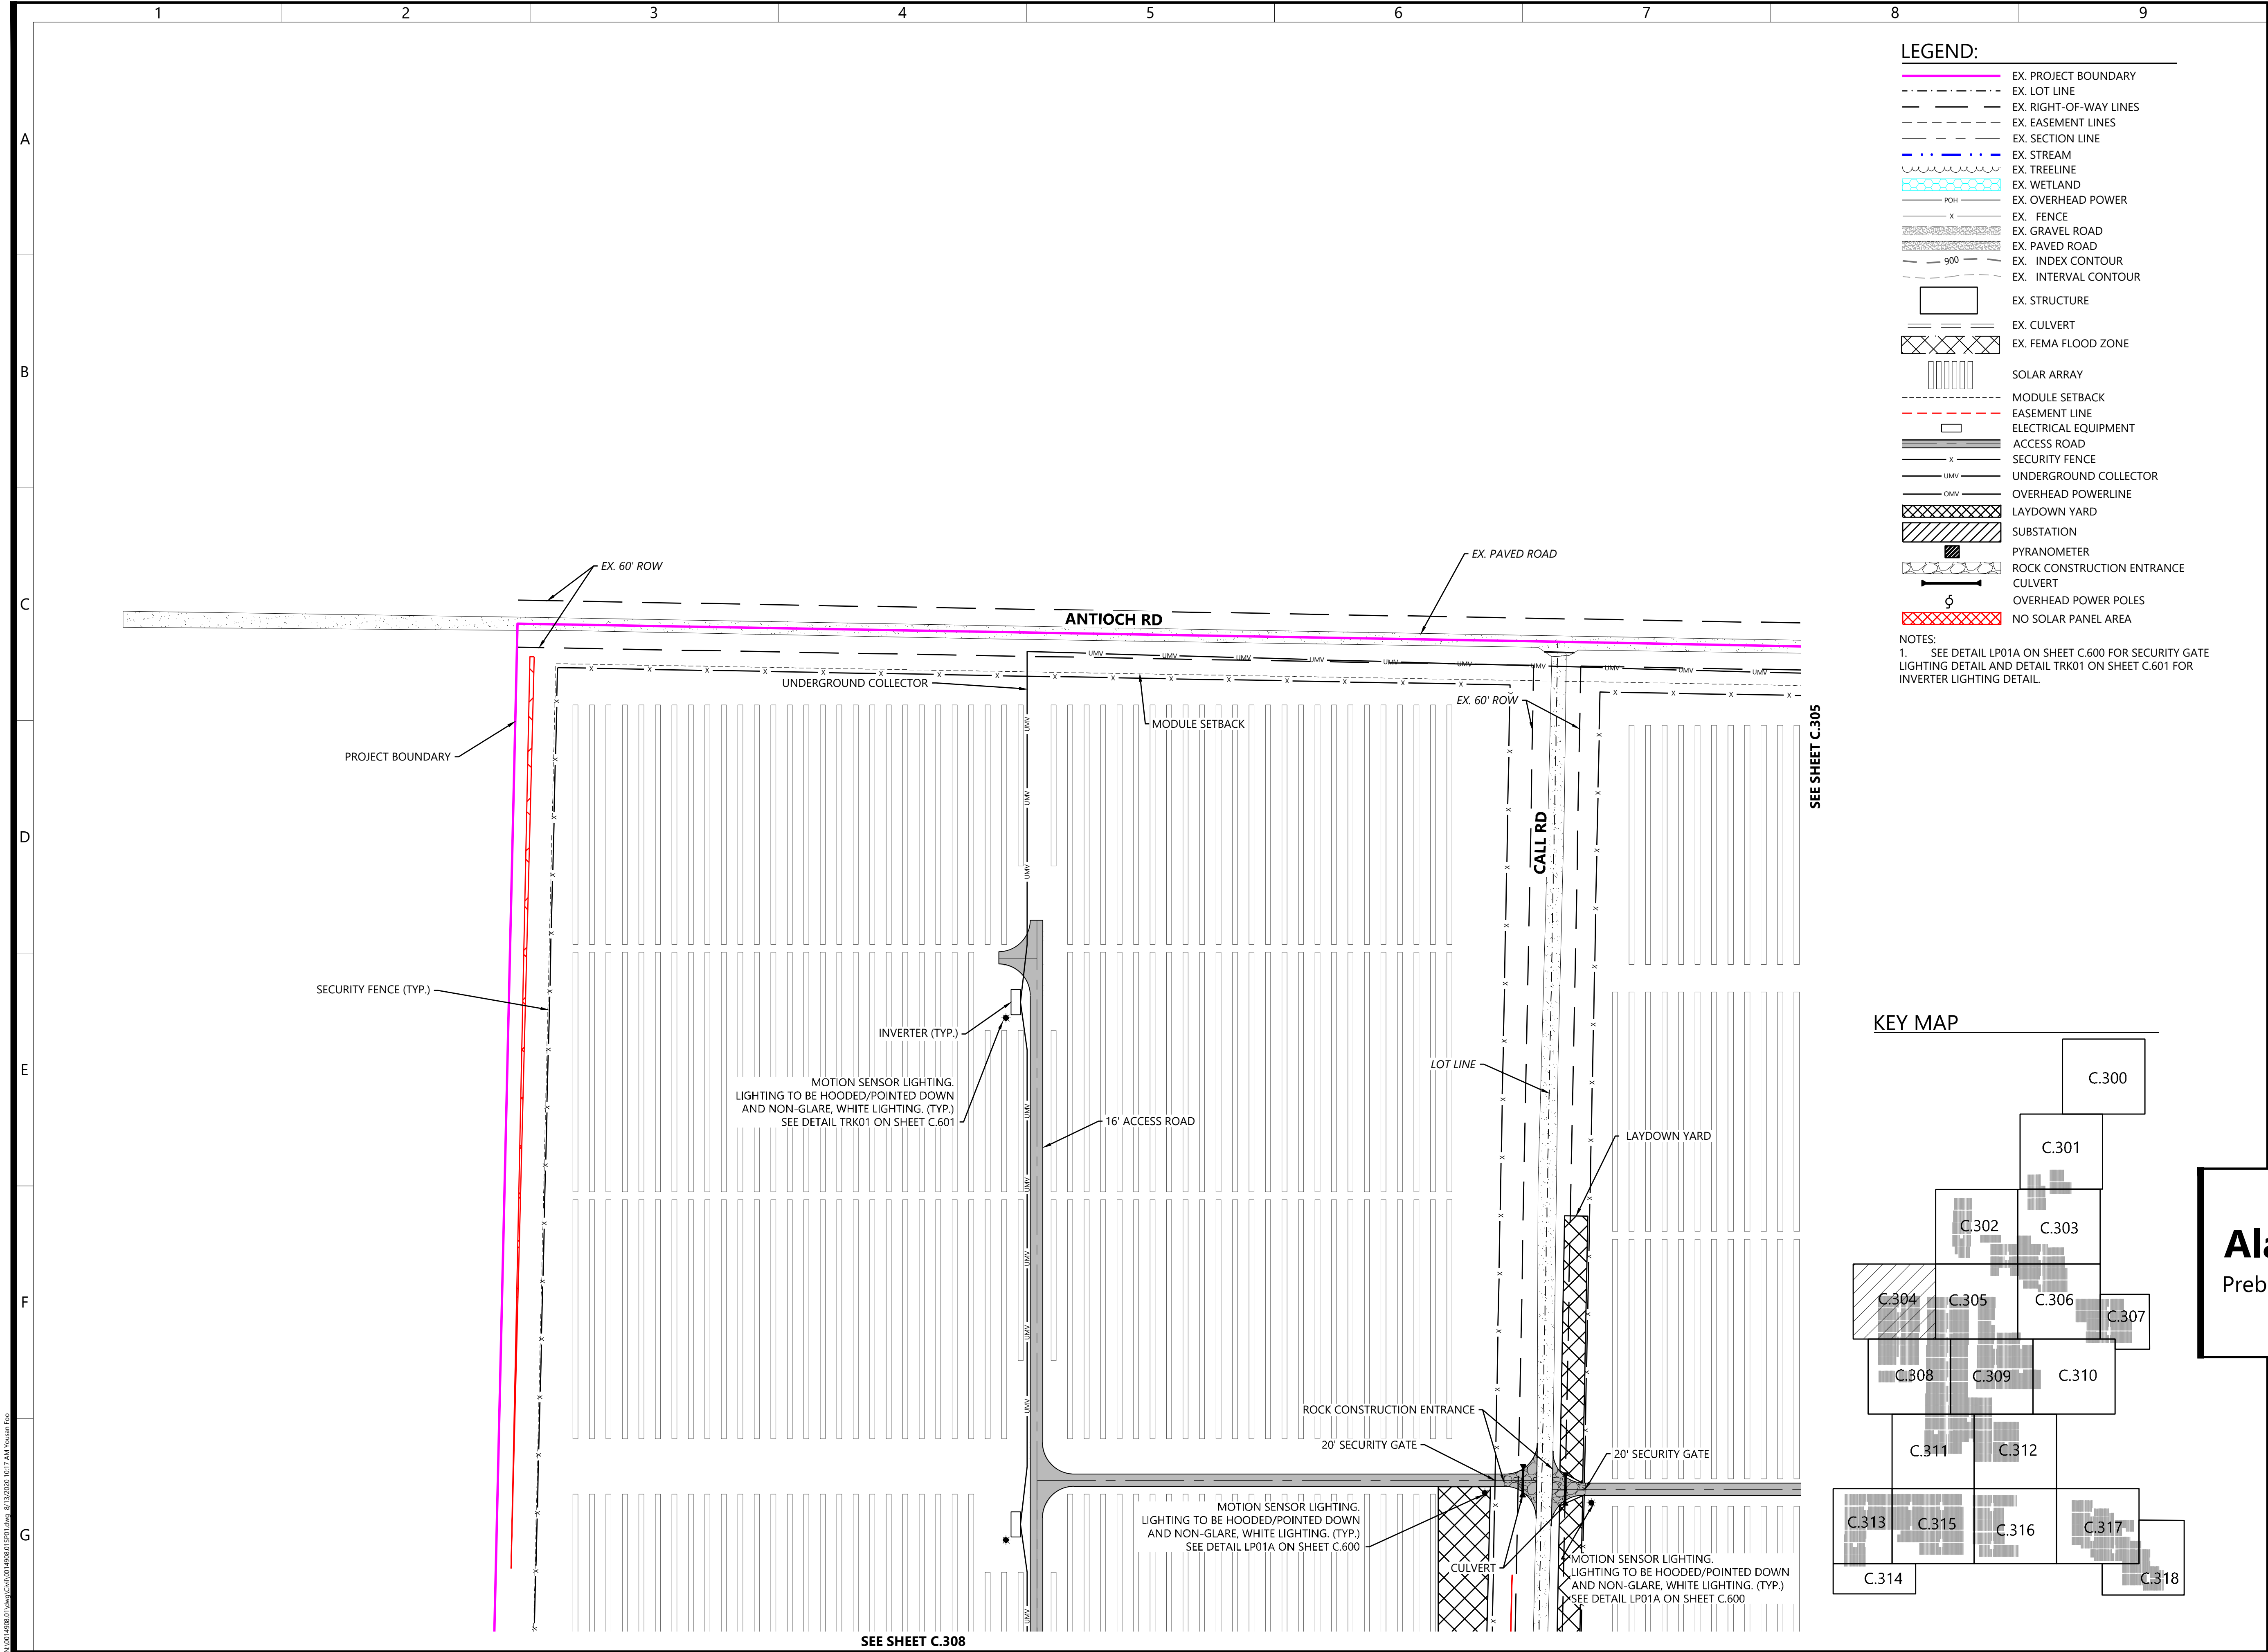 1 2 3 4 5 6 7 8 9
A
B
C
D
E
F
G
LEGEND:
EX. PROJECT BOUNDARY
EX. LOT LINE
EX. RIGHT-OF-WAY LINES
EX. EASEMENT LINES
EX. SECTION LINE
EX. STREAM
EX. TREELINE
EX. WETLAND
POH EX. OVERHEAD POWER
X EX. FENCE
EX. GRAVEL ROAD
EX. PAVED ROAD
900 EX. INDEX CONTOUR
EX. INTERVAL CONTOUR
EX. STRUCTURE
EX. CULVERT
EX. FEMA FLOOD ZONE
SOLAR ARRAY
MODULE SETBACK
EASEMENT LINE
ELECTRICAL EQUIPMENT
ACCESS ROAD
X SECURITY FENCE
UMV UNDERGROUND COLLECTOR
OMV OVERHEAD POWERLINE
LAYDOWN YARD
SUBSTATION
PYRANOMETER
ROCK CONSTRUCTION ENTRANCE
CULVERT
OVERHEAD POWER POLES
NO SOLAR PANEL AREA
NOTES:
1. SEE DETAIL LP01A ON SHEET C.600 FOR SECURITY GATE
LIGHTING DETAIL AND DETAIL TRK01 ON SHEET C.601 FOR
INVERTER LIGHTING DETAIL.
EX. 60' ROW
EX. PAVED ROAD
ANTIOCH RD
UNDERGROUND COLLECTOR
MODULE SETBACK
EX. 60' ROW
PROJECT BOUNDARY
SEE SHEET C.305
CALL RD
SECURITY FENCE (TYP.)
INVERTER (TYP.)
MOTION SENSOR LIGHTING.
LIGHTING TO BE HOODED/POINTED DOWN
AND NON-GLARE, WHITE LIGHTING. (TYP.)
SEE DETAIL TRK01 ON SHEET C.601
LOT LINE
16' ACCESS ROAD
LAYDOWN YARD
ROCK CONSTRUCTION ENTRANCE
20' SECURITY GATE
20' SECURITY GATE
MOTION SENSOR LIGHTING.
LIGHTING TO BE HOODED/POINTED DOWN
AND NON-GLARE, WHITE LIGHTING. (TYP.)
SEE DETAIL LP01A ON SHEET C.600
CULVERT
MOTION SENSOR LIGHTING.
LIGHTING TO BE HOODED/POINTED DOWN
AND NON-GLARE, WHITE LIGHTING. (TYP.)
SEE DETAIL LP01A ON SHEET C.600
SEE SHEET C.308
KEY MAP
C.300
C.301
C.302 C.303
C.304 C.305 C.306 C.307
C.308 C.309 C.310
C.311 C.312
C.313 C.315 C.316 C.317
C.314 C.318
Ala
Preb